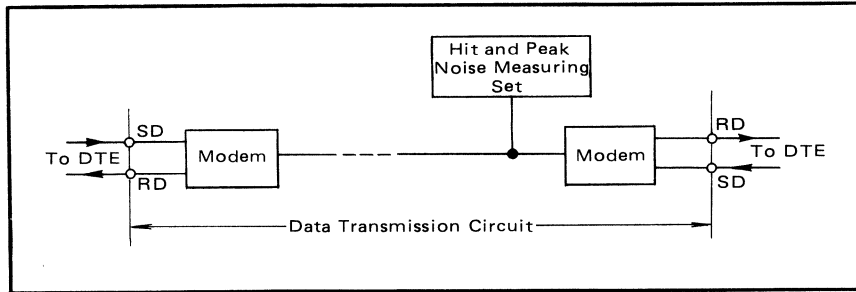 Hit and Peak
Noise Measuring
Set
SD
RD
To DTE
Modem
Modem
To DTE
RD
SD
Data Transmission Circuit